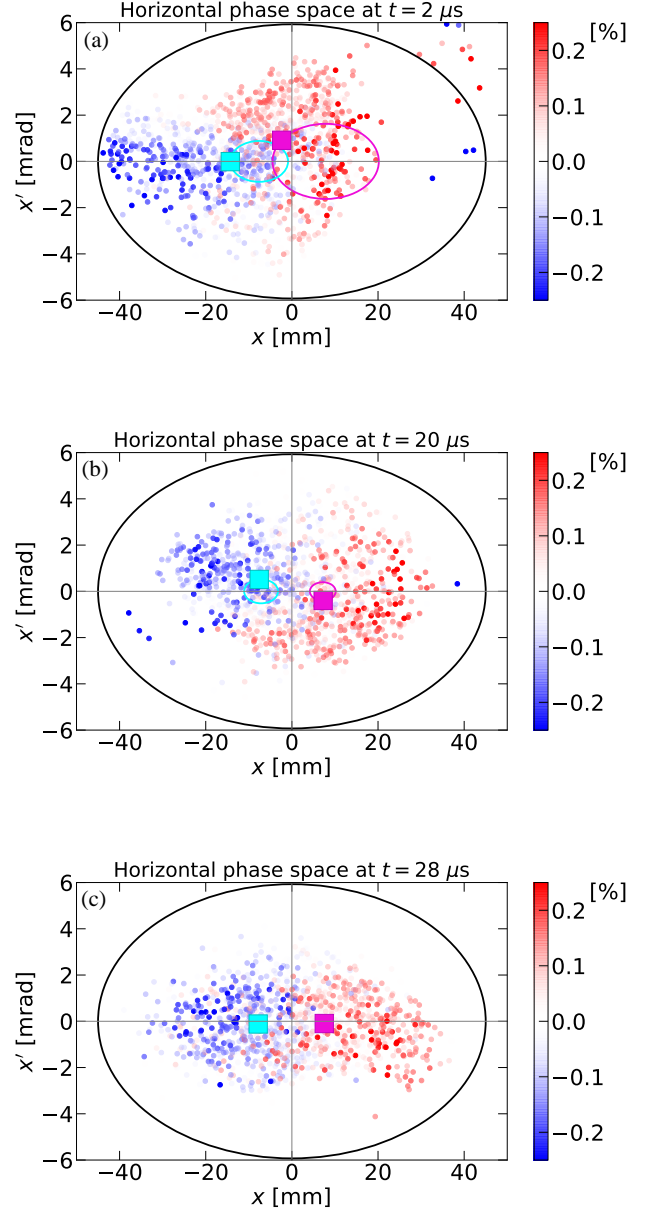 Horizontal phase space at t = 2 μs
(a)
[%]
6
4
2
0
−2
−4
−6
x′ [mrad]
−40 −20 0 20 40
x [mm]
0.2
0.1
0.0
−0.1
−0.2
Horizontal phase space at t = 20 μs
(b)
[%]
6
4
2
0
−2
−4
−6
x′ [mrad]
−40 −20 0 20 40
x [mm]
0.2
0.1
0.0
−0.1
−0.2
Horizontal phase space at t = 28 μs
(c)
[%]
6
4
2
0
−2
−4
−6
x′ [mrad]
−40 −20 0 20 40
x [mm]
0.2
0.1
0.0
−0.1
−0.2